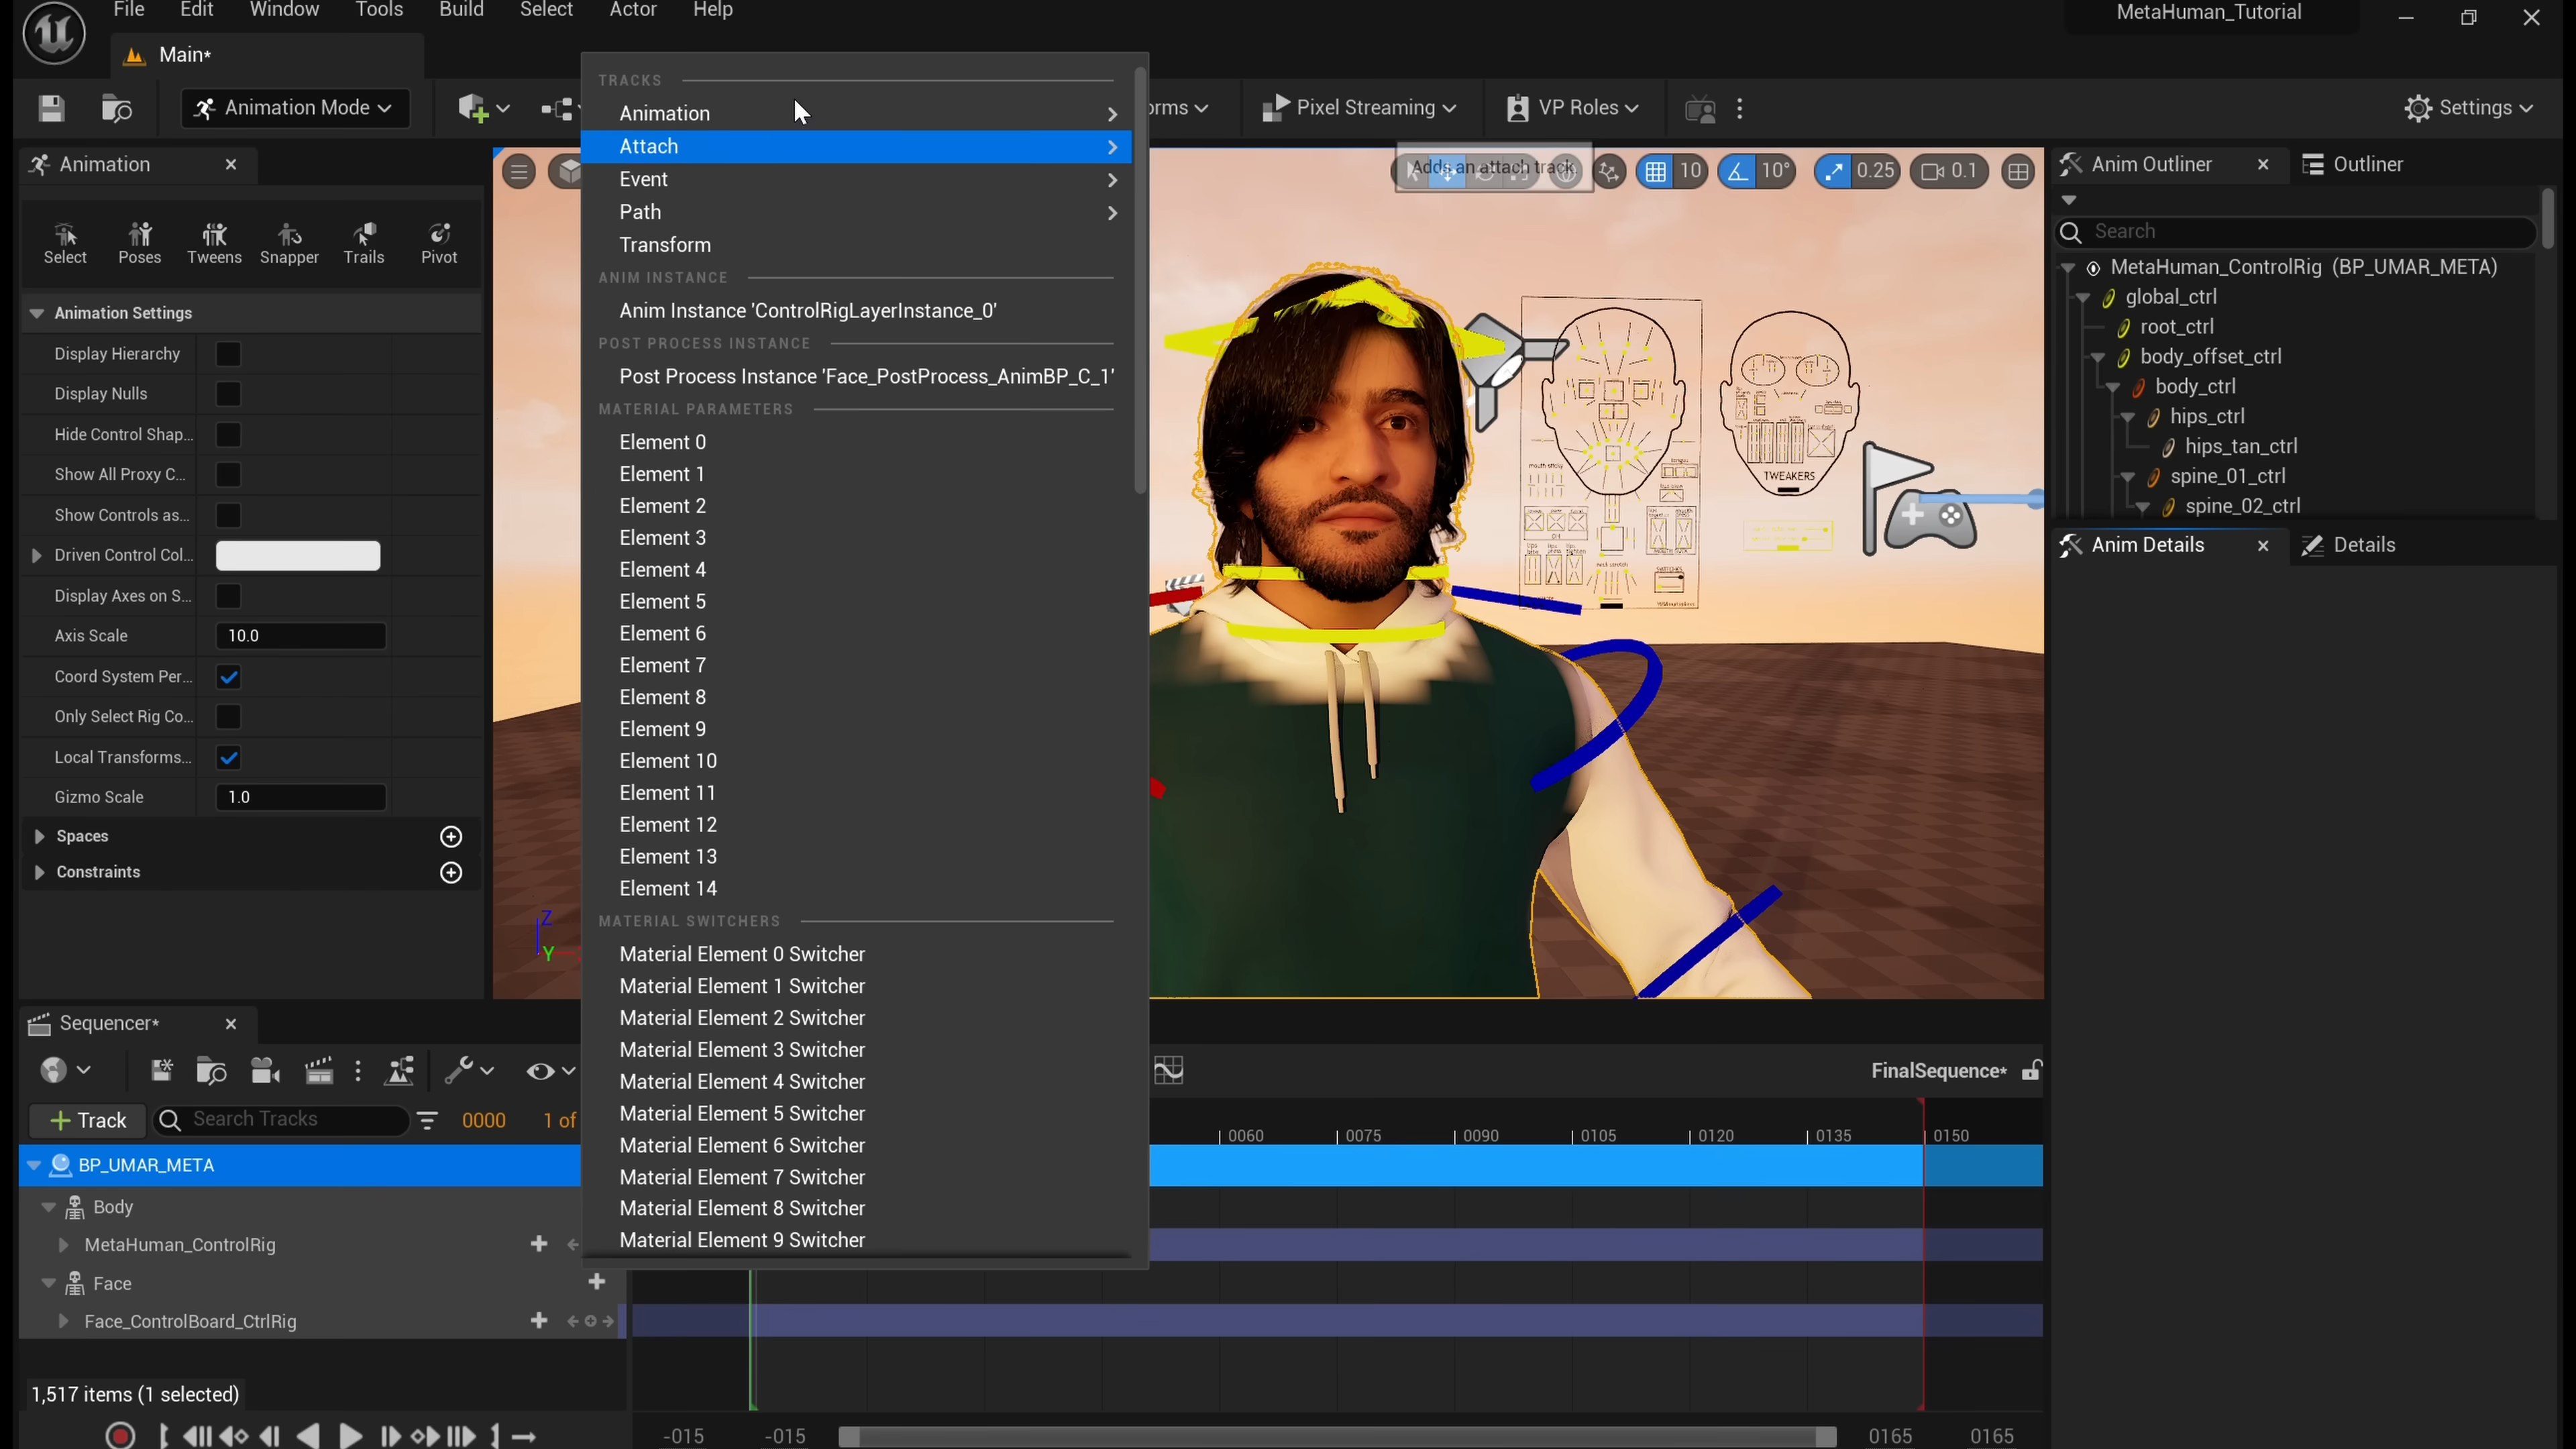 File Edit Window Tools Build Select Actor Help
MetaHuman_Tutorial
Main*
Animation Mode
orms
Pixel Streaming
VP Roles
Settings
Animation
Select Poses Tweens Snapper Trails Pivot
Animation Settings
Display Hierarchy
Display Nulls
Hide Control Shap...
Show All Proxy C...
Show Controls as...
Driven Control Col...
Display Axes on S...
Axis Scale 10.0
Coord System Per...
Only Select Rig Co...
Local Transforms...
Gizmo Scale 1.0
Spaces
Constraints
TRACKS
Animation
Attach
Event
Path
Transform
ANIM INSTANCE
Anim Instance 'ControlRigLayerInstance_0'
POST PROCESS INSTANCE
Post Process Instance 'Face_PostProcess_AnimBP_C_1'
MATERIAL PARAMETERS
Element 0
Element 1
Element 2
Element 3
Element 4
Element 5
Element 6
Element 7
Element 8
Element 9
Element 10
Element 11
Element 12
Element 13
Element 14
MATERIAL SWITCHERS
Material Element 0 Switcher
Material Element 1 Switcher
Material Element 2 Switcher
Material Element 3 Switcher
Material Element 4 Switcher
Material Element 5 Switcher
Material Element 6 Switcher
Material Element 7 Switcher
Material Element 8 Switcher
Material Element 9 Switcher
Adds an attach track
10 10° 0.25 0.1
TWEAKERS
Z
Y
Anim Outliner
Outliner
Search
MetaHuman_ControlRig (BP_UMAR_META)
global_ctrl
root_ctrl
body_offset_ctrl
body_ctrl
hips_ctrl
hips_tan_ctrl
spine_01_ctrl
spine_02_ctrl
Anim Details
Details
Sequencer*
FinalSequence*
Track
Search Tracks
0000 1 of
0060 0075 0090 0105 0120 0135 0150
BP_UMAR_META
Body
MetaHuman_ControlRig
Face
Face_ControlBoard_CtrlRig
1,517 items (1 selected)
-015 -015 0165 0165